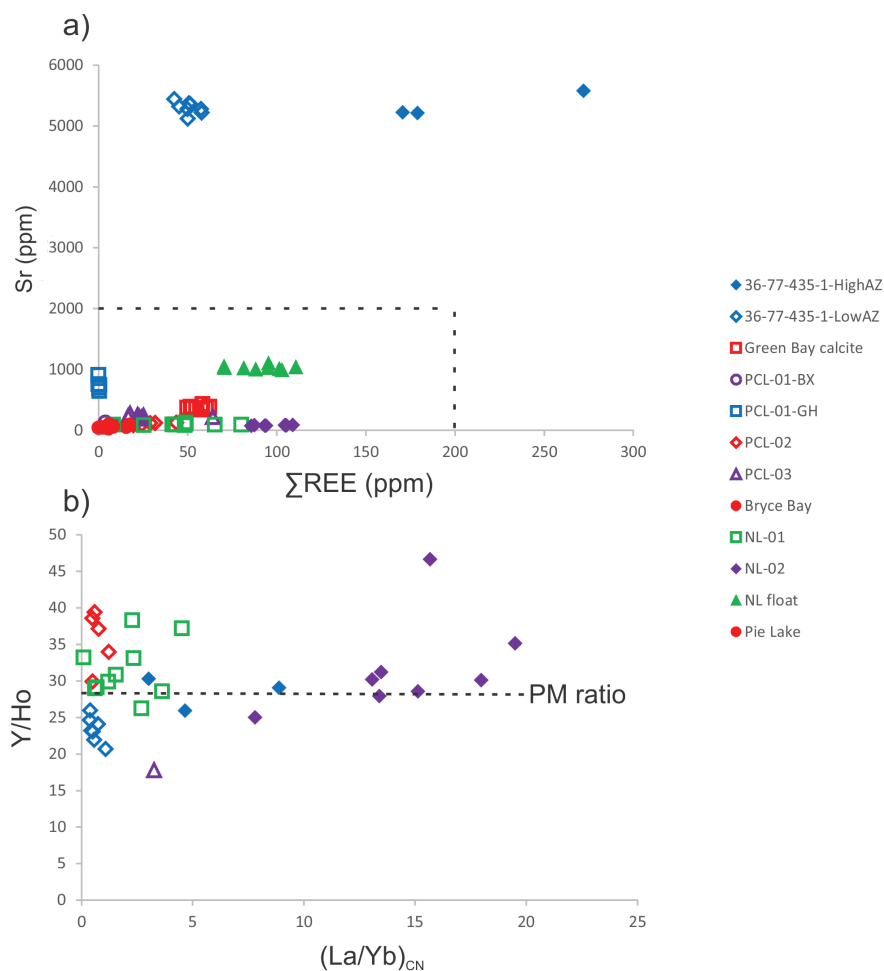 a)
6000
5000
4000
3000
2000
1000
0
Sr (ppm)
0 50 100 150 200 250 300
∑REE (ppm)
36-77-435-1-HighAZ
36-77-435-1-LowAZ
Green Bay calcite
PCL-01-BX
PCL-01-GH
PCL-02
PCL-03
Bryce Bay
NL-01
NL-02
NL float
Pie Lake
b)
50
45
40
35
30
25
20
15
10
5
0
Y/Ho
PM ratio
0 5 10 15 20 25
(La/Yb)CN